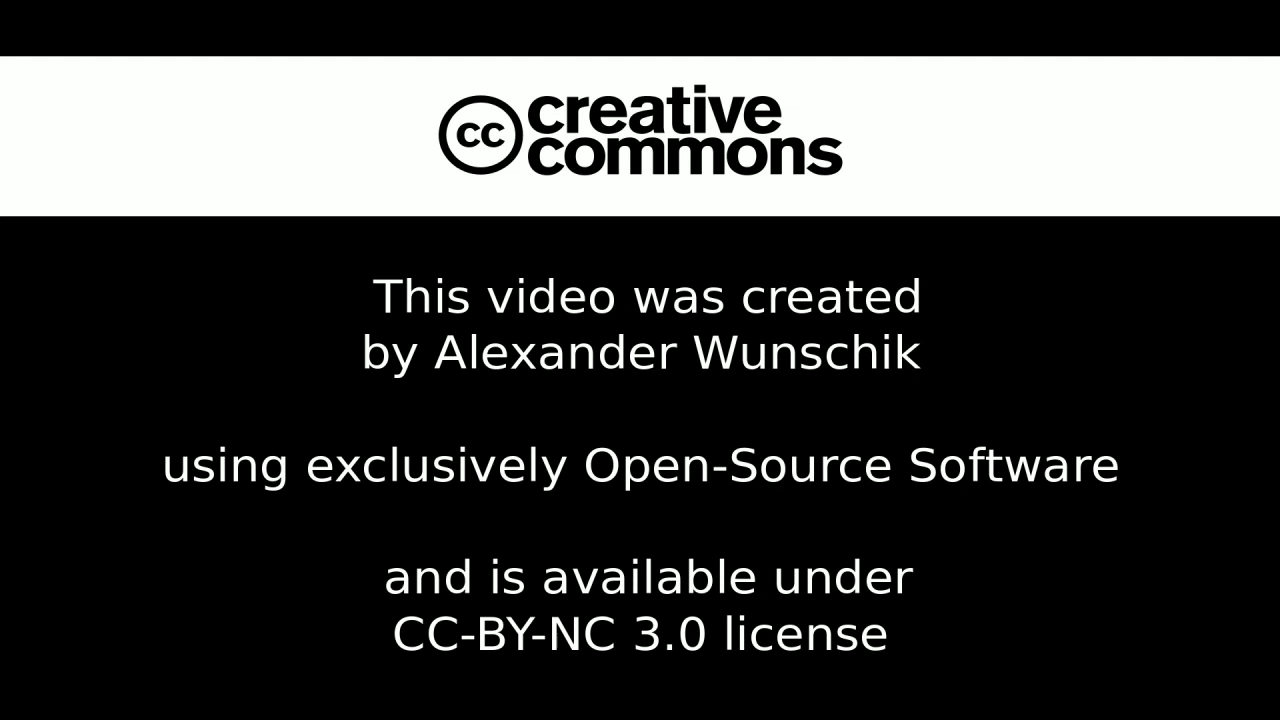 cc creative
commons
This video was created
by Alexander Wunschik
using exclusively Open-Source Software
and is available under
CC-BY-NC 3.0 license